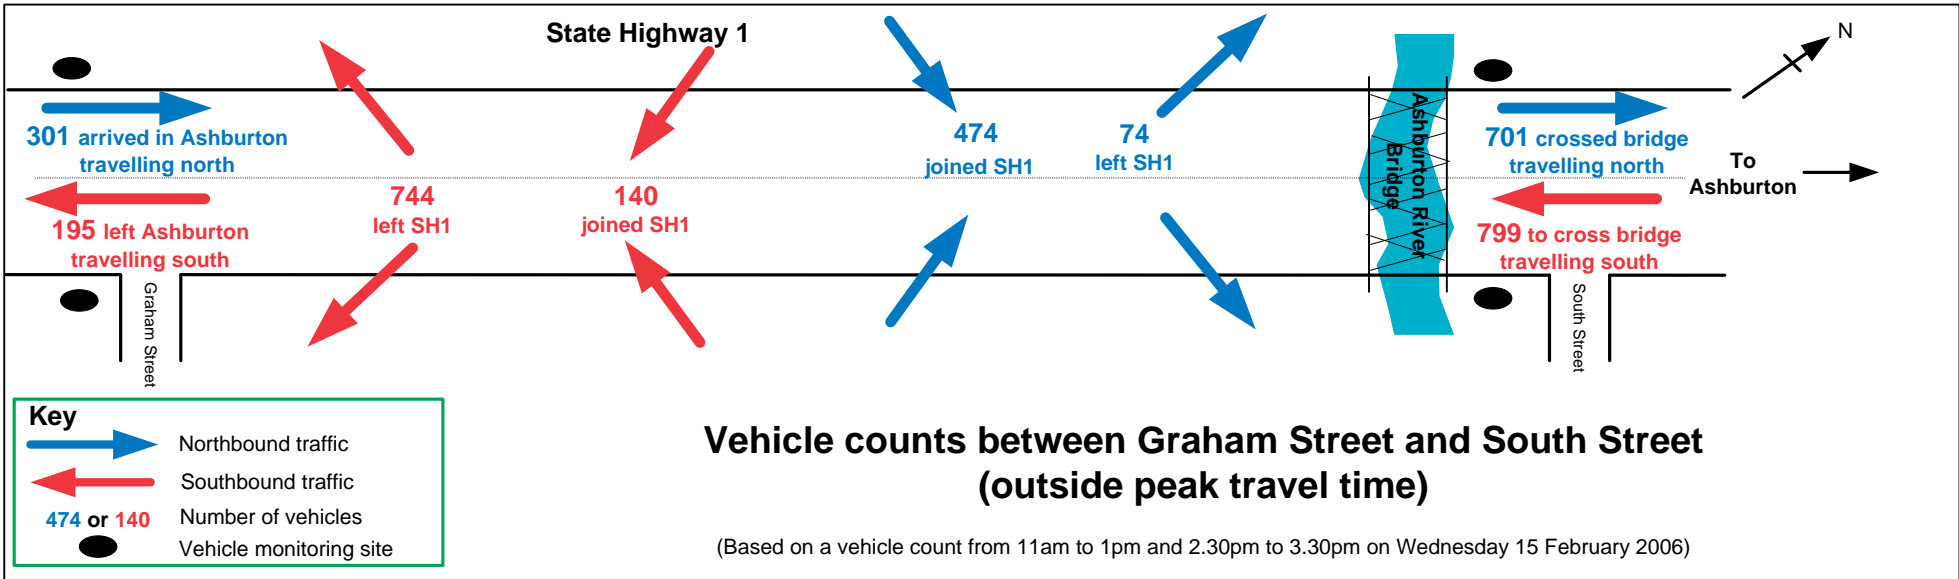 State Highway 1
N
301 arrived in Ashburton
travelling north
474
joined SH1
74
left SH1
Ashburton River
Bridge
701 crossed bridge
travelling north
To
Ashburton
195 left Ashburton
travelling south
744
left SH1
140
joined SH1
799 to cross bridge
travelling south
Graham Street
South Street
Key
Northbound traffic
Southbound traffic
474 or 140 Number of vehicles
Vehicle monitoring site
Vehicle counts between Graham Street and South Street
(outside peak travel time)
(Based on a vehicle count from 11am to 1pm and 2.30pm to 3.30pm on Wednesday 15 February 2006)